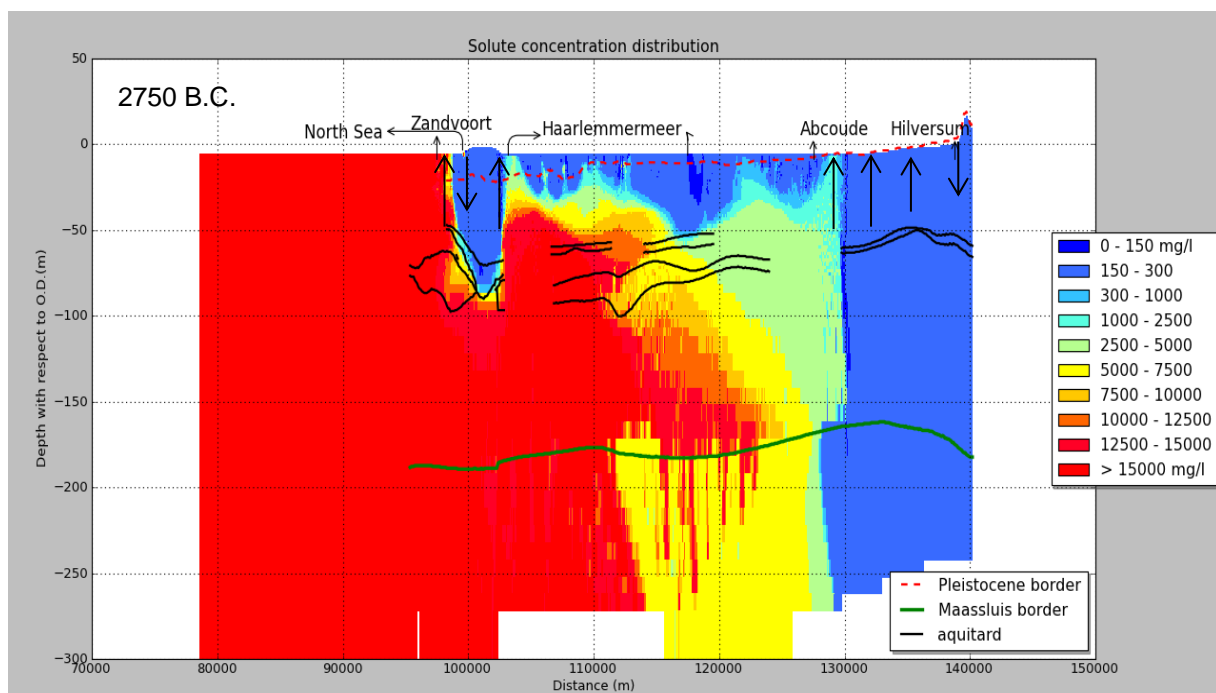 Solute concentration distribution
2750 B.C.
North Sea
Zandvoort
Haarlemmermeer
Abcoude
Hilversum
Depth with respect to O.D.(m)
50
0
−50
−100
−150
−200
−250
−300
70000 80000 90000 100000 110000 120000 130000 140000 150000
Distance (m)
0 - 150 mg/l
150 - 300
300 - 1000
1000 - 2500
2500 - 5000
5000 - 7500
7500 - 10000
10000 - 12500
12500 - 15000
> 15000 mg/l
Pleistocene border
Maassluis border
aquitard